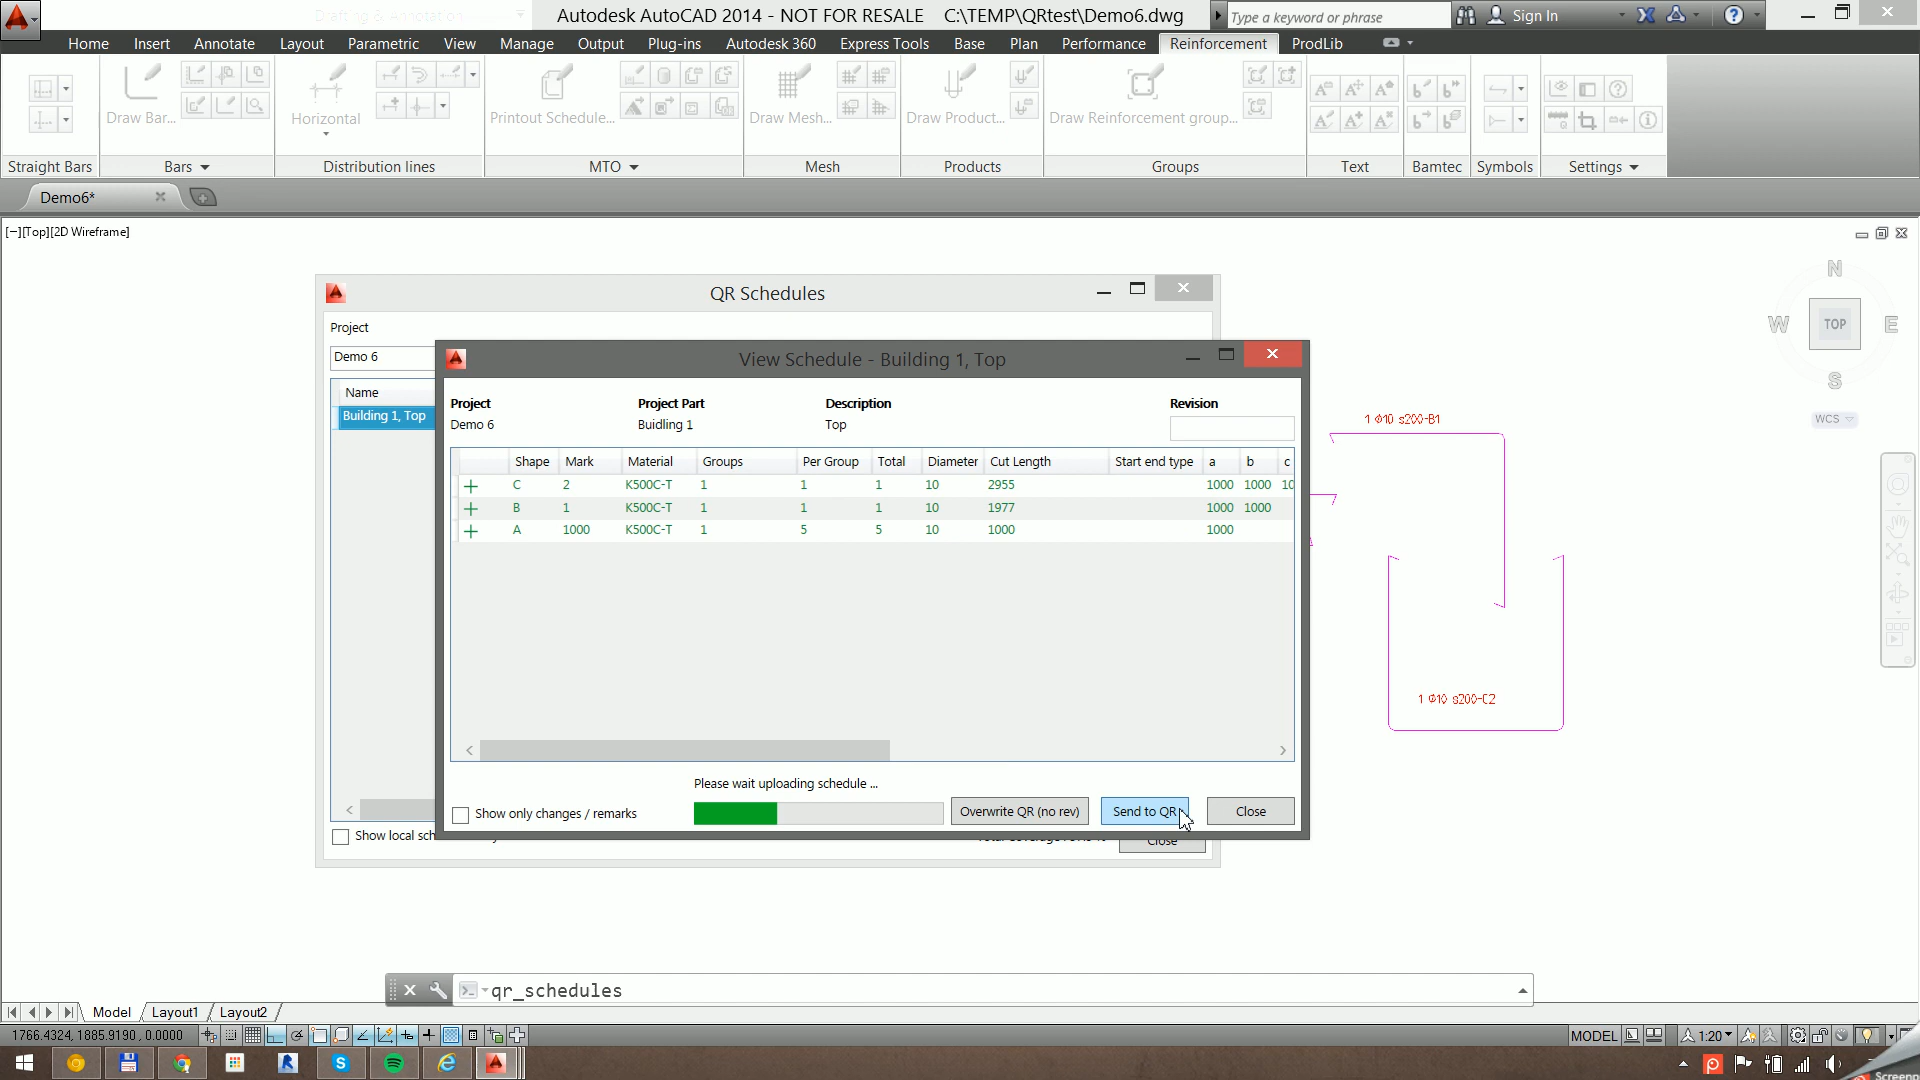 Drafting & Annotation
Autodesk AutoCAD 2014 - NOT FOR RESALE C:\TEMP\QRtest\Demo6.dwg
Type a keyword or phrase
Sign In
Home Insert Annotate Layout Parametric View Manage Output Plug-ins Autodesk 360 Express Tools Base Plan Performance Reinforcement ProdLib
Draw Bar... Horizontal Printout Schedule... Draw Mesh... Draw Product... Draw Reinforcement group...
Straight Bars Bars Distribution lines MTO Mesh Products Groups Text Bamtec Symbols Settings
Demo6*
[−][Top][2D Wireframe]
N
W TOP E
S
WCS
QR Schedules
Project
Demo 6
Name
Building 1, Top
View Schedule - Building 1, Top
Project Project Part Description Revision
Demo 6 Buidling 1 Top
Shape Mark Material Groups Per Group Total Diameter Cut Length Start end type a b c
C 2 K500C-T 1 1 1 10 2955 1000 1000 10
B 1 K500C-T 1 1 1 10 1977 1000 1000
A 1000 K500C-T 1 5 5 10 1000 1000
Please wait uploading schedule ...
Show only changes / remarks
Overwrite QR (no rev) Send to QR Close
Show local sch
Close
1 Φ10 s200-B1
1 Φ10 s200-C2
qr_schedules
Model Layout1 Layout2
1766.4324, 1885.9190, 0.0000
MODEL
1:20